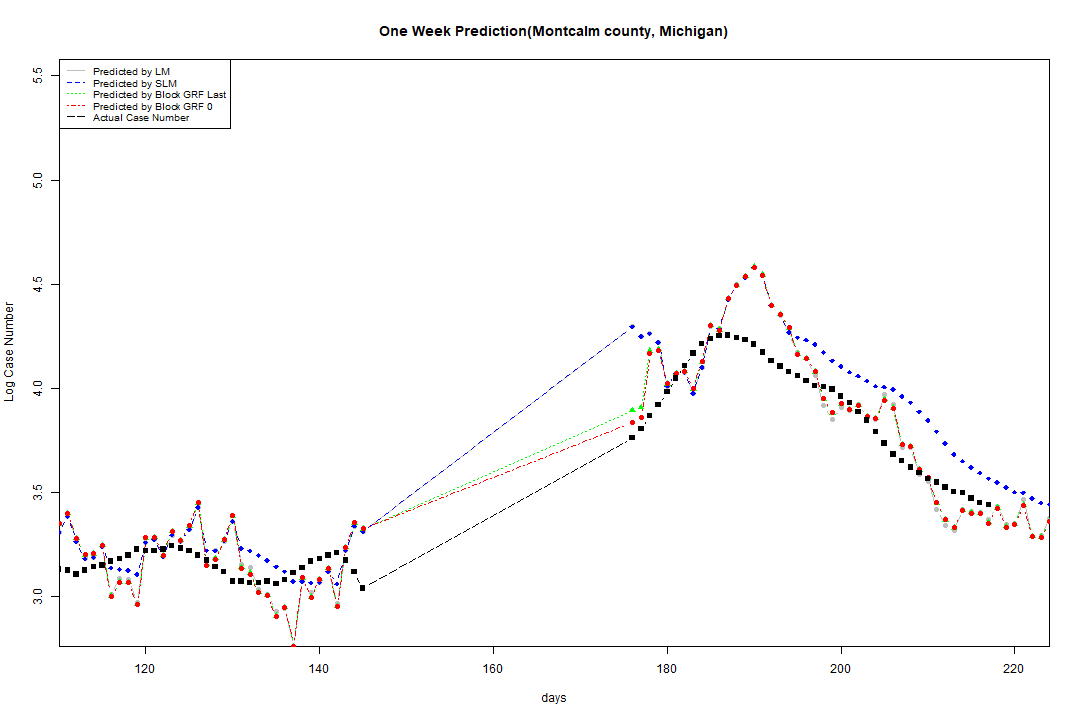 One Week Prediction(Montcalm county, Michigan)
Predicted by LM
Predicted by SLM
Predicted by Block GRF Last
Predicted by Block GRF 0
Actual Case Number
5.5
5.0
4.5
4.0
3.5
3.0
Log Case Number
120 140 160 180 200 220
days